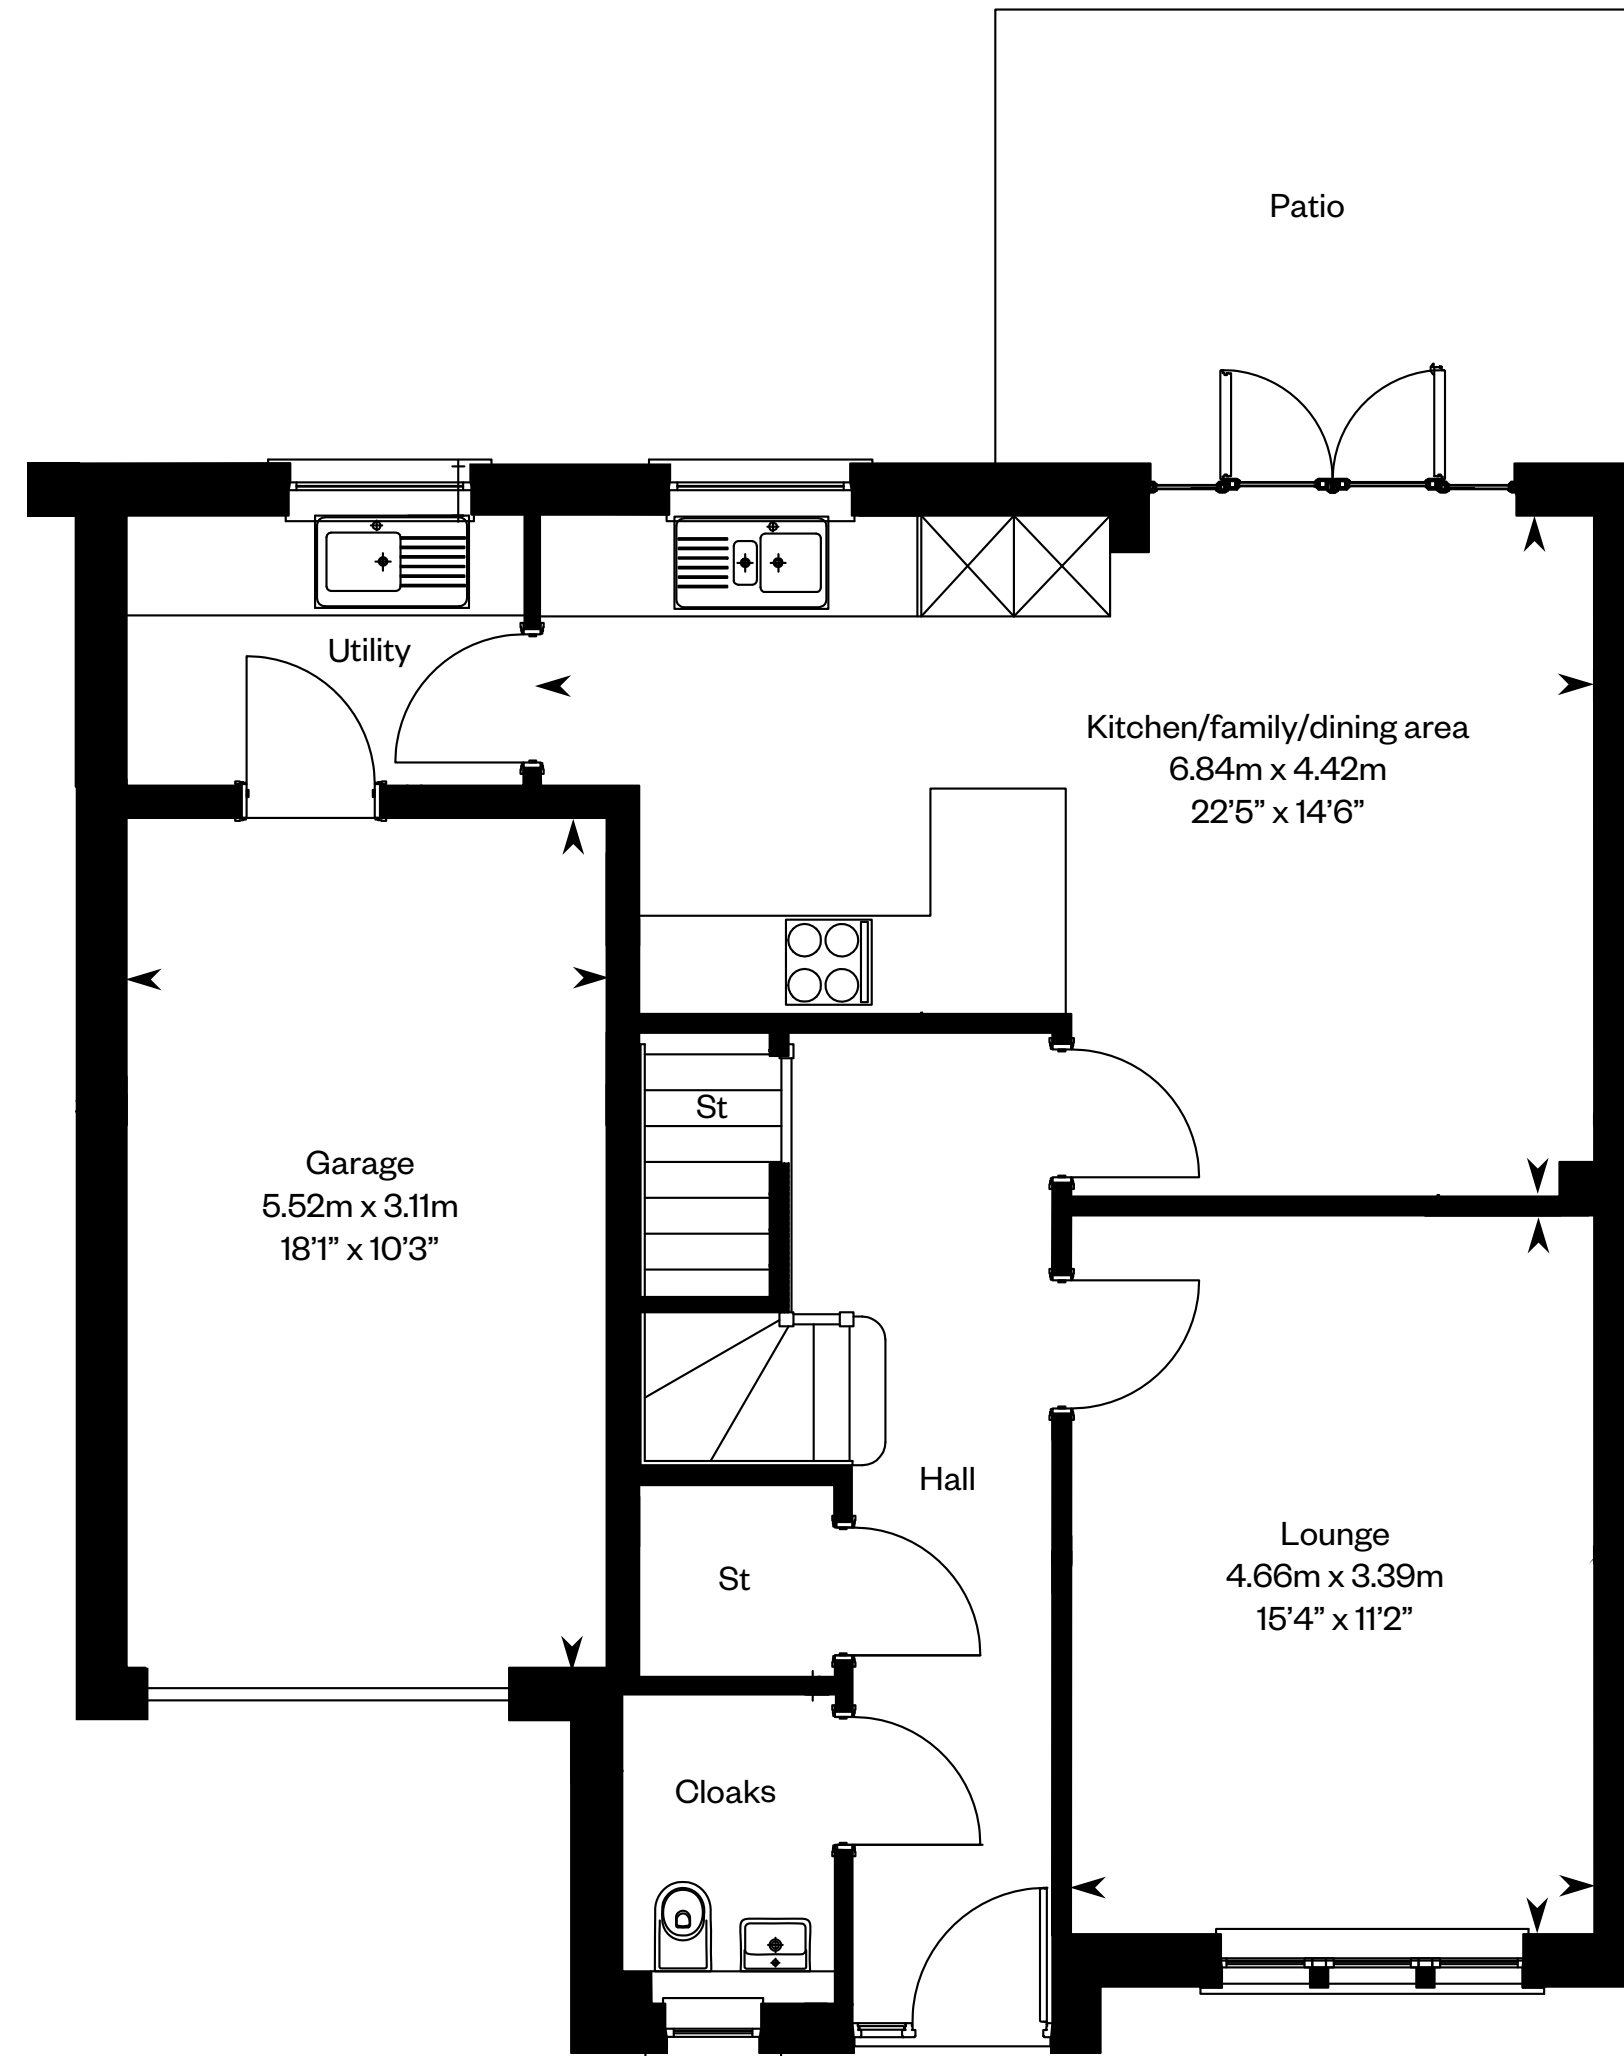 Patio
Utility
Kitchen/family/dining area
6.84m x 4.42m
22’5” x 14’6”
St
Garage
5.52m x 3.11m
18’1” x 10’3”
Hall
Lounge
4.66m x 3.39m
15’4” x 11’2”
St
Cloaks